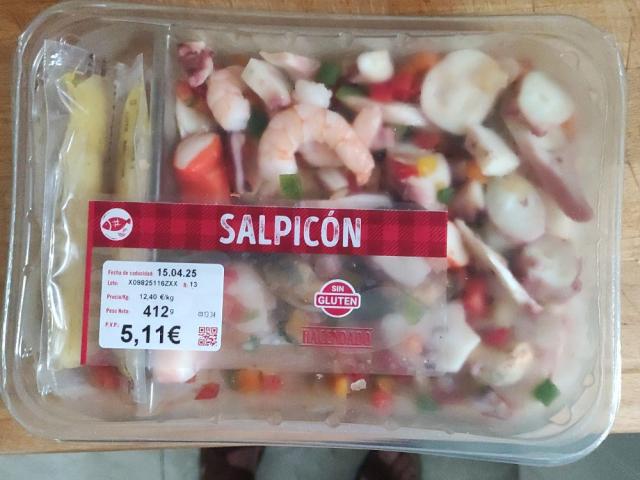 SALPICÓN
Fecha de caducidad: 15.04.25
Lote: X09825116ZXX B: 13
Precio/Kg: 12,40 €/kg
Peso Neto: 412g
P.V.P.: 5,11€
SIN
GLUTEN
HACENDADO